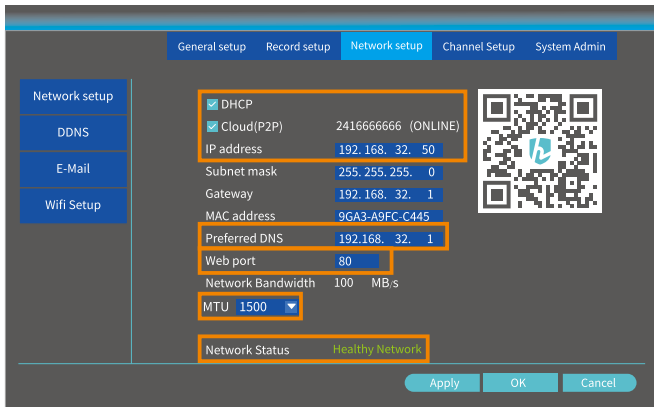 General setup Record setup Network setup Channel Setup System Admin
Network setup
DDNS
E-Mail
Wifi Setup
DHCP
Cloud(P2P) 2416666666 (ONLINE)
IP address 192. 168. 32. 50
Subnet mask 255. 255. 255. 0
Gateway 192. 168. 32. 1
MAC address 9GA3-A9FC-C445
Preferred DNS 192.168. 32. 1
Web port 80
Network Bandwidth 100 MB/s
MTU 1500
Network Status Healthy Network
Apply OK Cancel